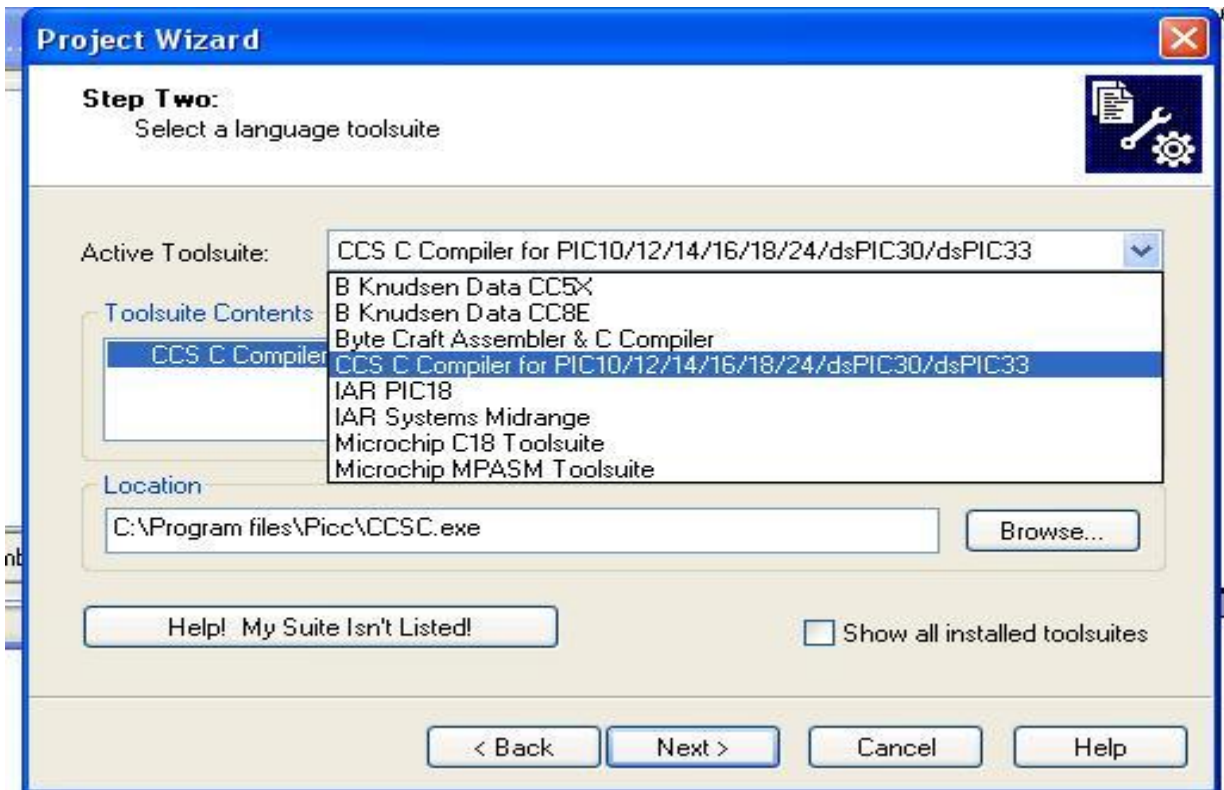 Project Wizard
Step Two:
Select a language toolsuite
Active Toolsuite:
CCS C Compiler for PIC10/12/14/16/18/24/dsPIC30/dsPIC33
B Knudsen Data CC5X
B Knudsen Data CC8E
Byte Craft Assembler & C Compiler
CCS C Compiler for PIC10/12/14/16/18/24/dsPIC30/dsPIC33
IAR PIC18
IAR Systems Midrange
Microchip C18 Toolsuite
Microchip MPASM Toolsuite
Toolsuite Contents
CCS C Compiler
Location
C:\Program files\Picc\CCSC.exe
Browse...
Help! My Suite Isn't Listed!
Show all installed toolsuites
< Back
Next >
Cancel
Help